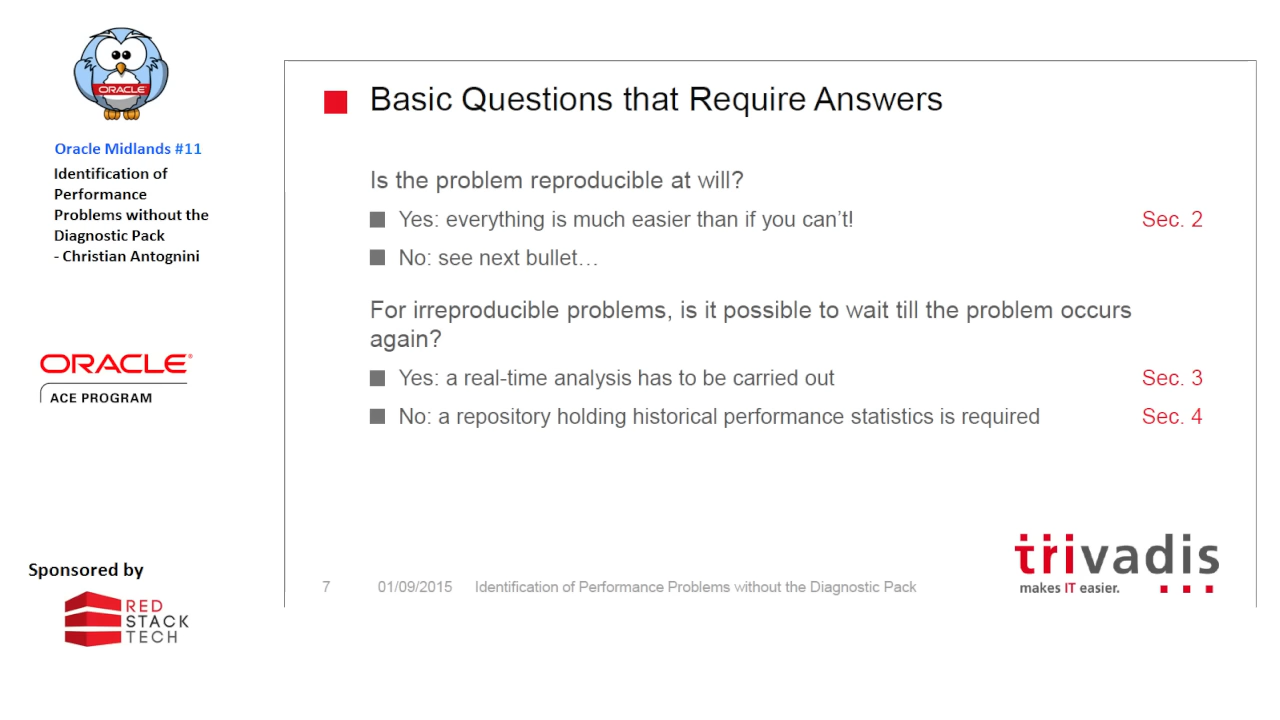 ORACLE
Oracle Midlands #11
Identification of
Performance
Problems without the
Diagnostic Pack
- Christian Antognini
ORACLE®
ACE PROGRAM
Sponsored by
RED
STACK
TECH
Basic Questions that Require Answers
Is the problem reproducible at will?
Yes: everything is much easier than if you can’t! Sec. 2
No: see next bullet…
For irreproducible problems, is it possible to wait till the problem occurs
again?
Yes: a real-time analysis has to be carried out Sec. 3
No: a repository holding historical performance statistics is required Sec. 4
trivadis
makes IT easier.
7 01/09/2015 Identification of Performance Problems without the Diagnostic Pack